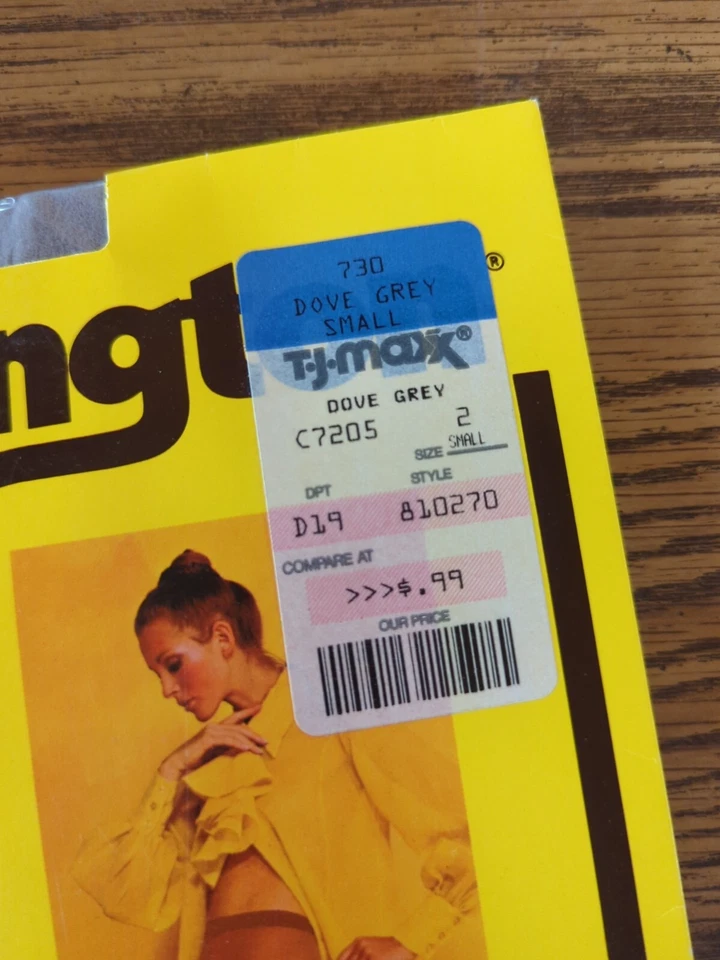 ngt
®
730
DOVE GREY
SMALL
T·J·maxx®
DOVE GREY
C7205 2
SIZE SMALL
DPT STYLE
D19 810270
COMPARE AT
>>>$.99
OUR PRICE